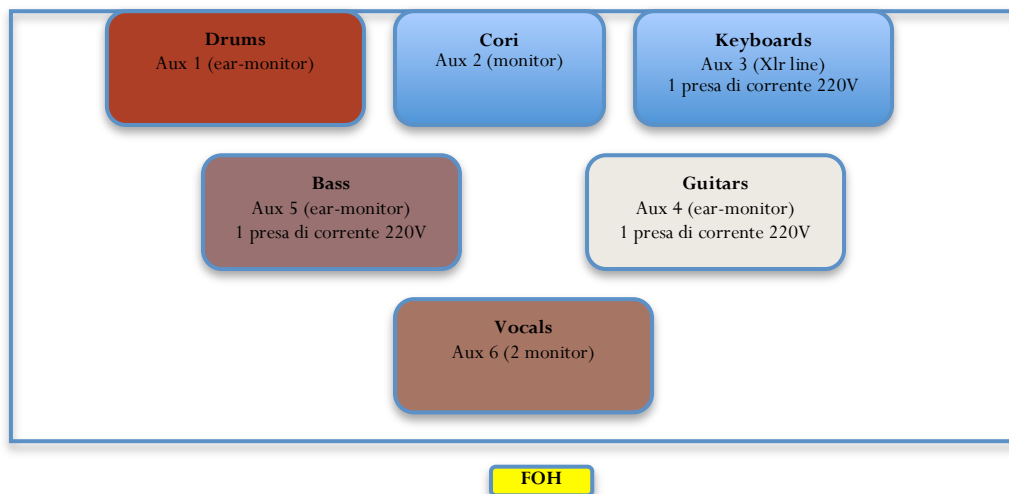 Drums
Aux 1 (ear-monitor)
Cori
Aux 2 (monitor)
Keyboards
Aux 3 (Xlr line)
1 presa di corrente 220V
Bass
Aux 5 (ear-monitor)
1 presa di corrente 220V
Guitars
Aux 4 (ear-monitor)
1 presa di corrente 220V
Vocals
Aux 6 (2 monitor)
FOH